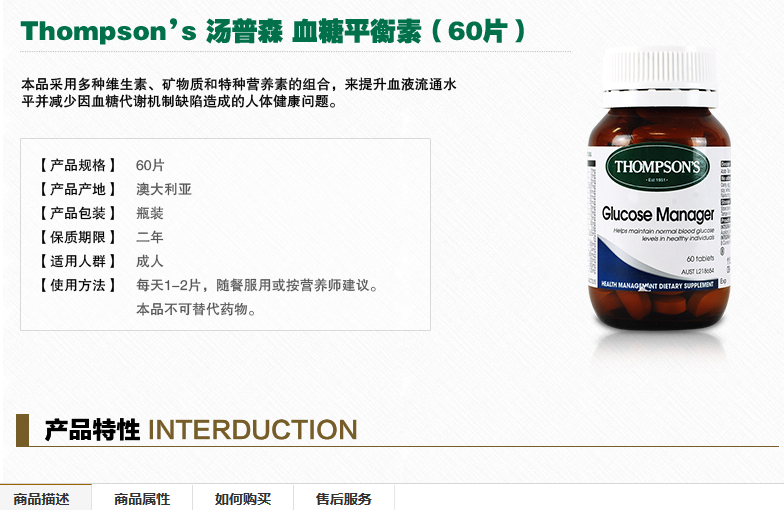 Thompson's 汤普森 血糖平衡素（60片）
本品采用多种维生素、矿物质和特种营养素的组合，来提升血液流通水
平并减少因血糖代谢机制缺陷造成的人体健康问题。
【产品规格】 60片
【产品产地】 澳大利亚
【产品包装】 瓶装
【保质期限】 二年
【适用人群】 成人
【使用方法】 每天1-2片，随餐服用或按营养师建议。
本品不可替代药物。
THOMPSON'S
Est 1951
Glucose Manager
Helps maintain normal blood glucose
levels in healthy individuals
60 tablets
AUST L218684
HEALTH MANAGEMENT DIETARY SUPPLEMENT
产品特性 INTERDUCTION
商品描述 商品属性 如何购买 售后服务